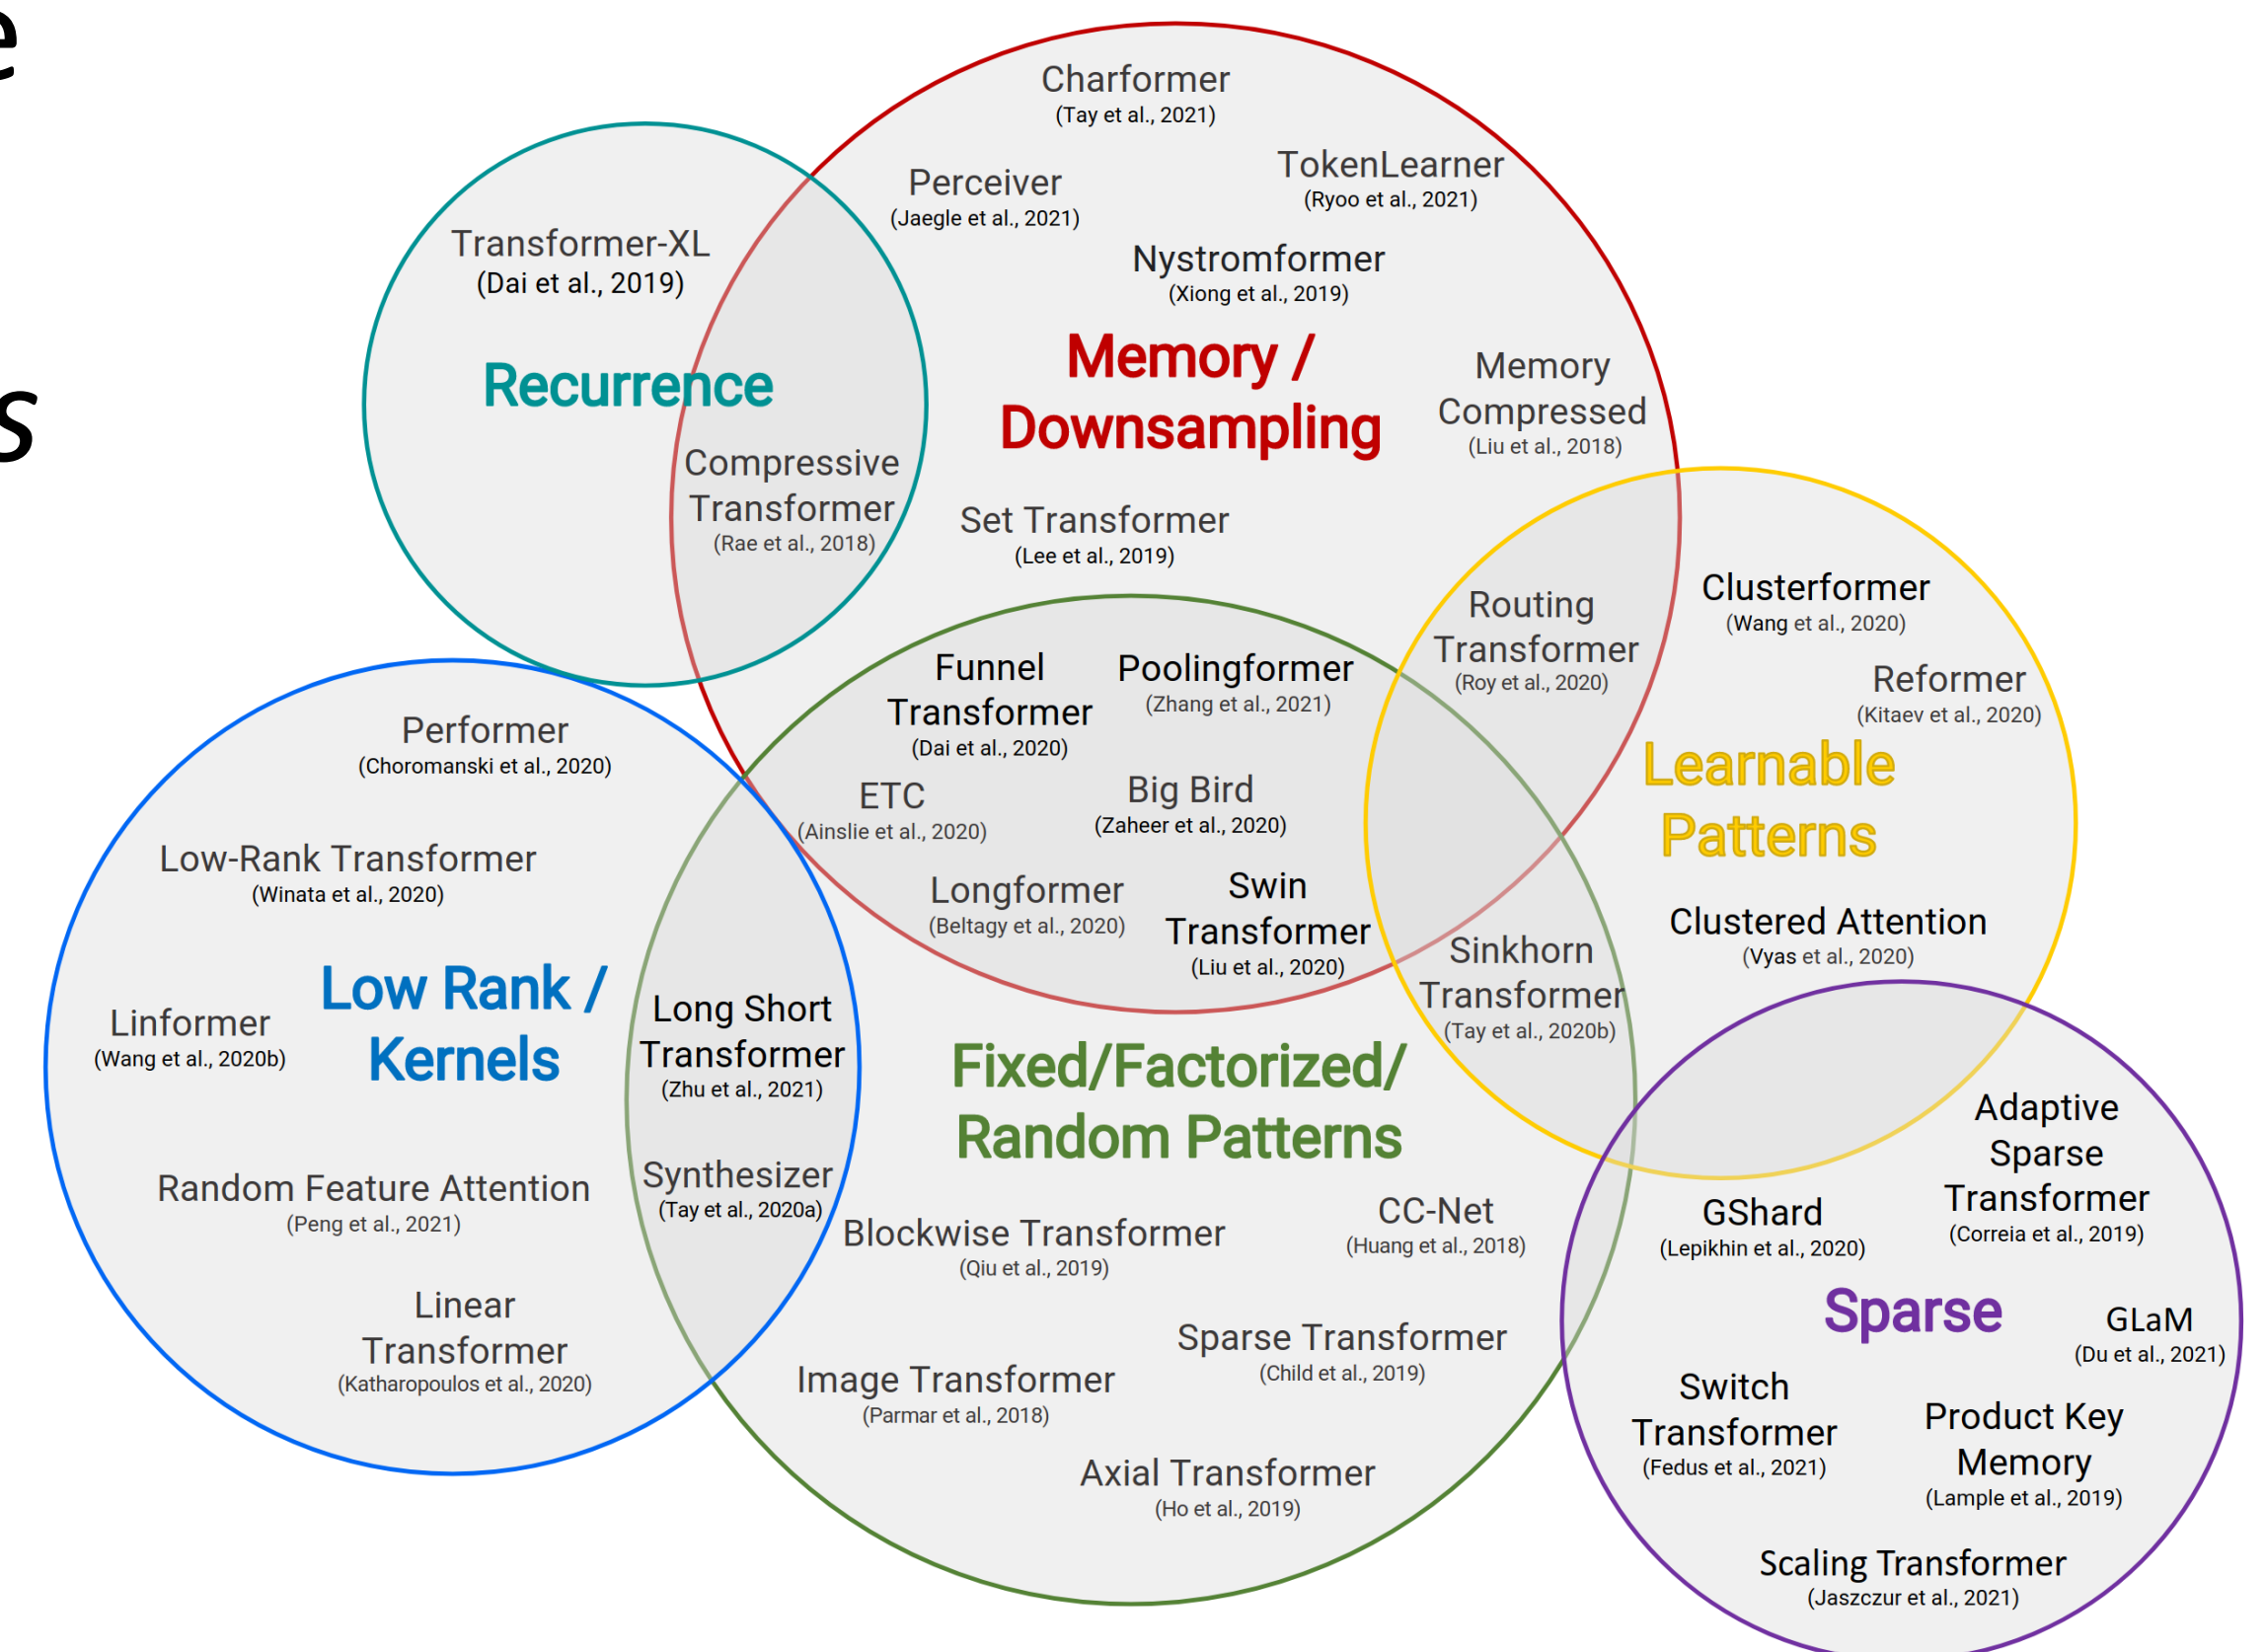 e
s
Charformer
(Tay et al., 2021)
TokenLearner
(Ryoo et al., 2021)
Perceiver
(Jaegle et al., 2021)
Nystromformer
(Xiong et al., 2019)
Transformer-XL
(Dai et al., 2019)
Recurrence
Memory /
Downsampling
Memory
Compressed
(Liu et al., 2018)
Compressive
Transformer
(Rae et al., 2018)
Set Transformer
(Lee et al., 2019)
Routing
Transformer
(Roy et al., 2020)
Clusterformer
(Wang et al., 2020)
Reformer
(Kitaev et al., 2020)
Learnable
Patterns
Clustered Attention
(Vyas et al., 2020)
Funnel
Transformer
(Dai et al., 2020)
Poolingformer
(Zhang et al., 2021)
ETC
(Ainslie et al., 2020)
Big Bird
(Zaheer et al., 2020)
Longformer
(Beltagy et al., 2020)
Swin
Transformer
(Liu et al., 2020)
Sinkhorn
Transformer
(Tay et al., 2020b)
Performer
(Choromanski et al., 2020)
Low-Rank Transformer
(Winata et al., 2020)
Low Rank /
Kernels
Linformer
(Wang et al., 2020b)
Random Feature Attention
(Peng et al., 2021)
Linear
Transformer
(Katharopoulos et al., 2020)
Long Short
Transformer
(Zhu et al., 2021)
Synthesizer
(Tay et al., 2020a)
Fixed/Factorized/
Random Patterns
Blockwise Transformer
(Qiu et al., 2019)
CC-Net
(Huang et al., 2018)
Sparse Transformer
(Child et al., 2019)
Image Transformer
(Parmar et al., 2018)
Axial Transformer
(Ho et al., 2019)
Adaptive
Sparse
Transformer
(Correia et al., 2019)
GShard
(Lepikhin et al., 2020)
Sparse
GLaM
(Du et al., 2021)
Switch
Transformer
(Fedus et al., 2021)
Product Key
Memory
(Lample et al., 2019)
Scaling Transformer
(Jaszczur et al., 2021)